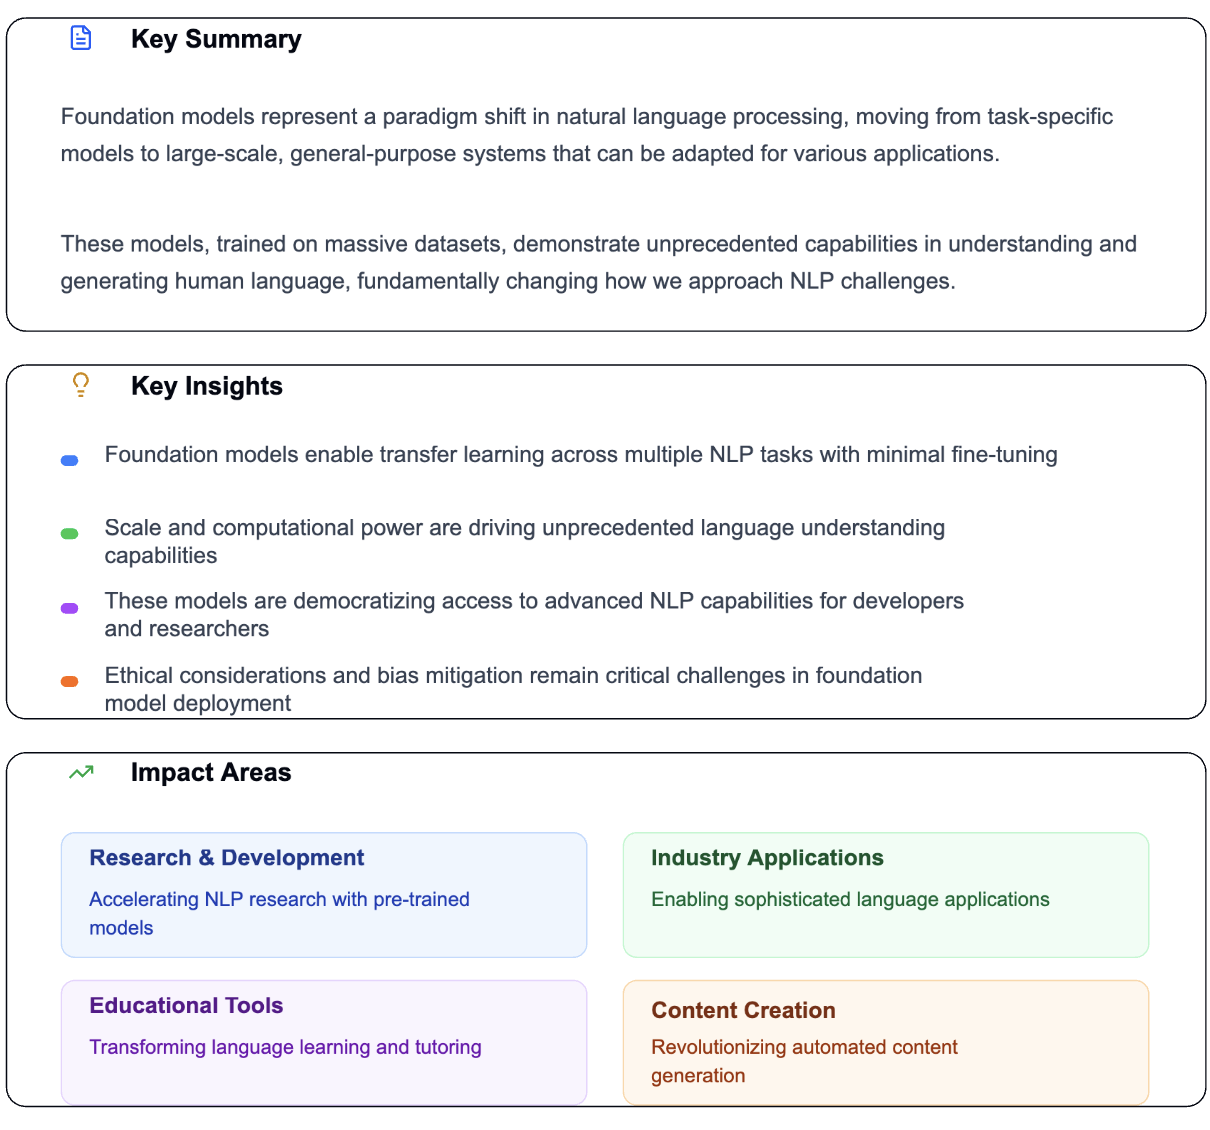 Key Summary
Foundation models represent a paradigm shift in natural language processing, moving from task-specific
models to large-scale, general-purpose systems that can be adapted for various applications.
These models, trained on massive datasets, demonstrate unprecedented capabilities in understanding and
generating human language, fundamentally changing how we approach NLP challenges.
Key Insights
Foundation models enable transfer learning across multiple NLP tasks with minimal fine-tuning
Scale and computational power are driving unprecedented language understanding
capabilities
These models are democratizing access to advanced NLP capabilities for developers
and researchers
Ethical considerations and bias mitigation remain critical challenges in foundation
model deployment
Impact Areas
Research & Development
Accelerating NLP research with pre-trained
models
Industry Applications
Enabling sophisticated language applications
Educational Tools
Transforming language learning and tutoring
Content Creation
Revolutionizing automated content
generation